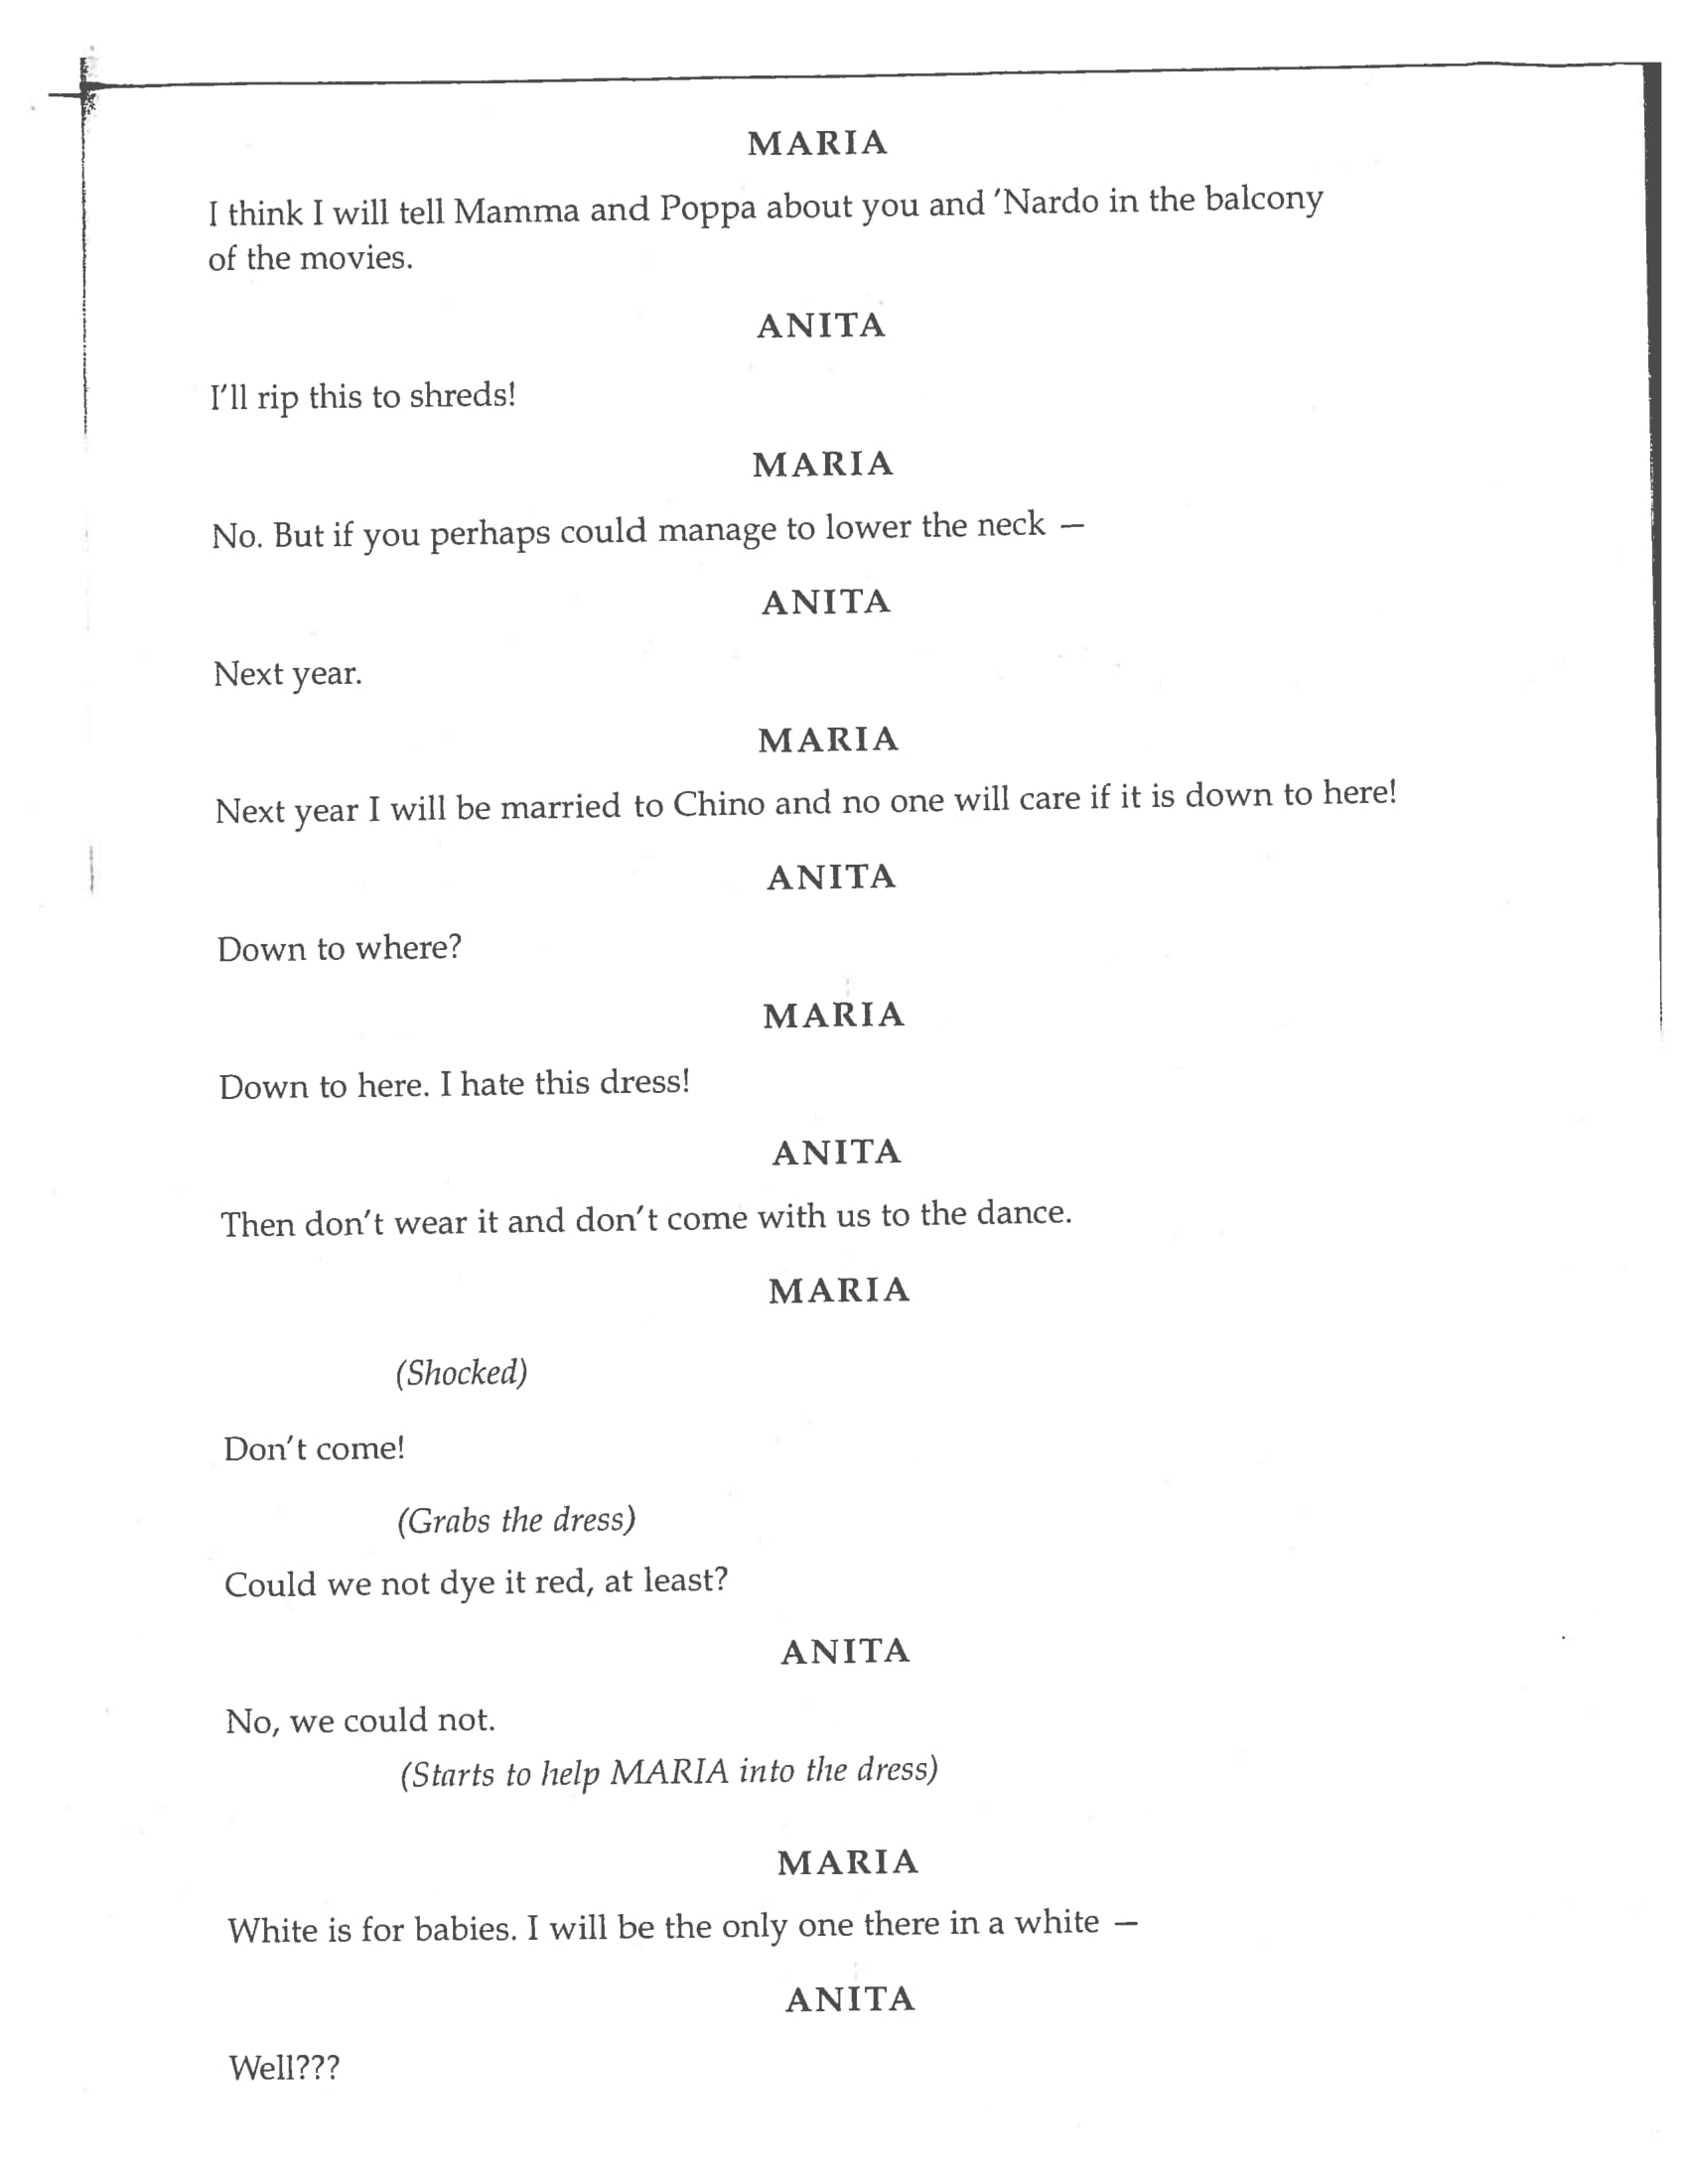 MARIA
I think I will tell Mamma and Poppa about you and ’Nardo in the balcony
of the movies.
ANITA
I’ll rip this to shreds!
MARIA
No. But if you perhaps could manage to lower the neck —
ANITA
Next year.
MARIA
Next year I will be married to Chino and no one will care if it is down to here!
ANITA
Down to where?
MARIA
Down to here. I hate this dress!
ANITA
Then don’t wear it and don’t come with us to the dance.
MARIA
(Shocked)
Don’t come!
(Grabs the dress)
Could we not dye it red, at least?
ANITA
No, we could not.
(Starts to help MARIA into the dress)
MARIA
White is for babies. I will be the only one there in a white —
ANITA
Well???